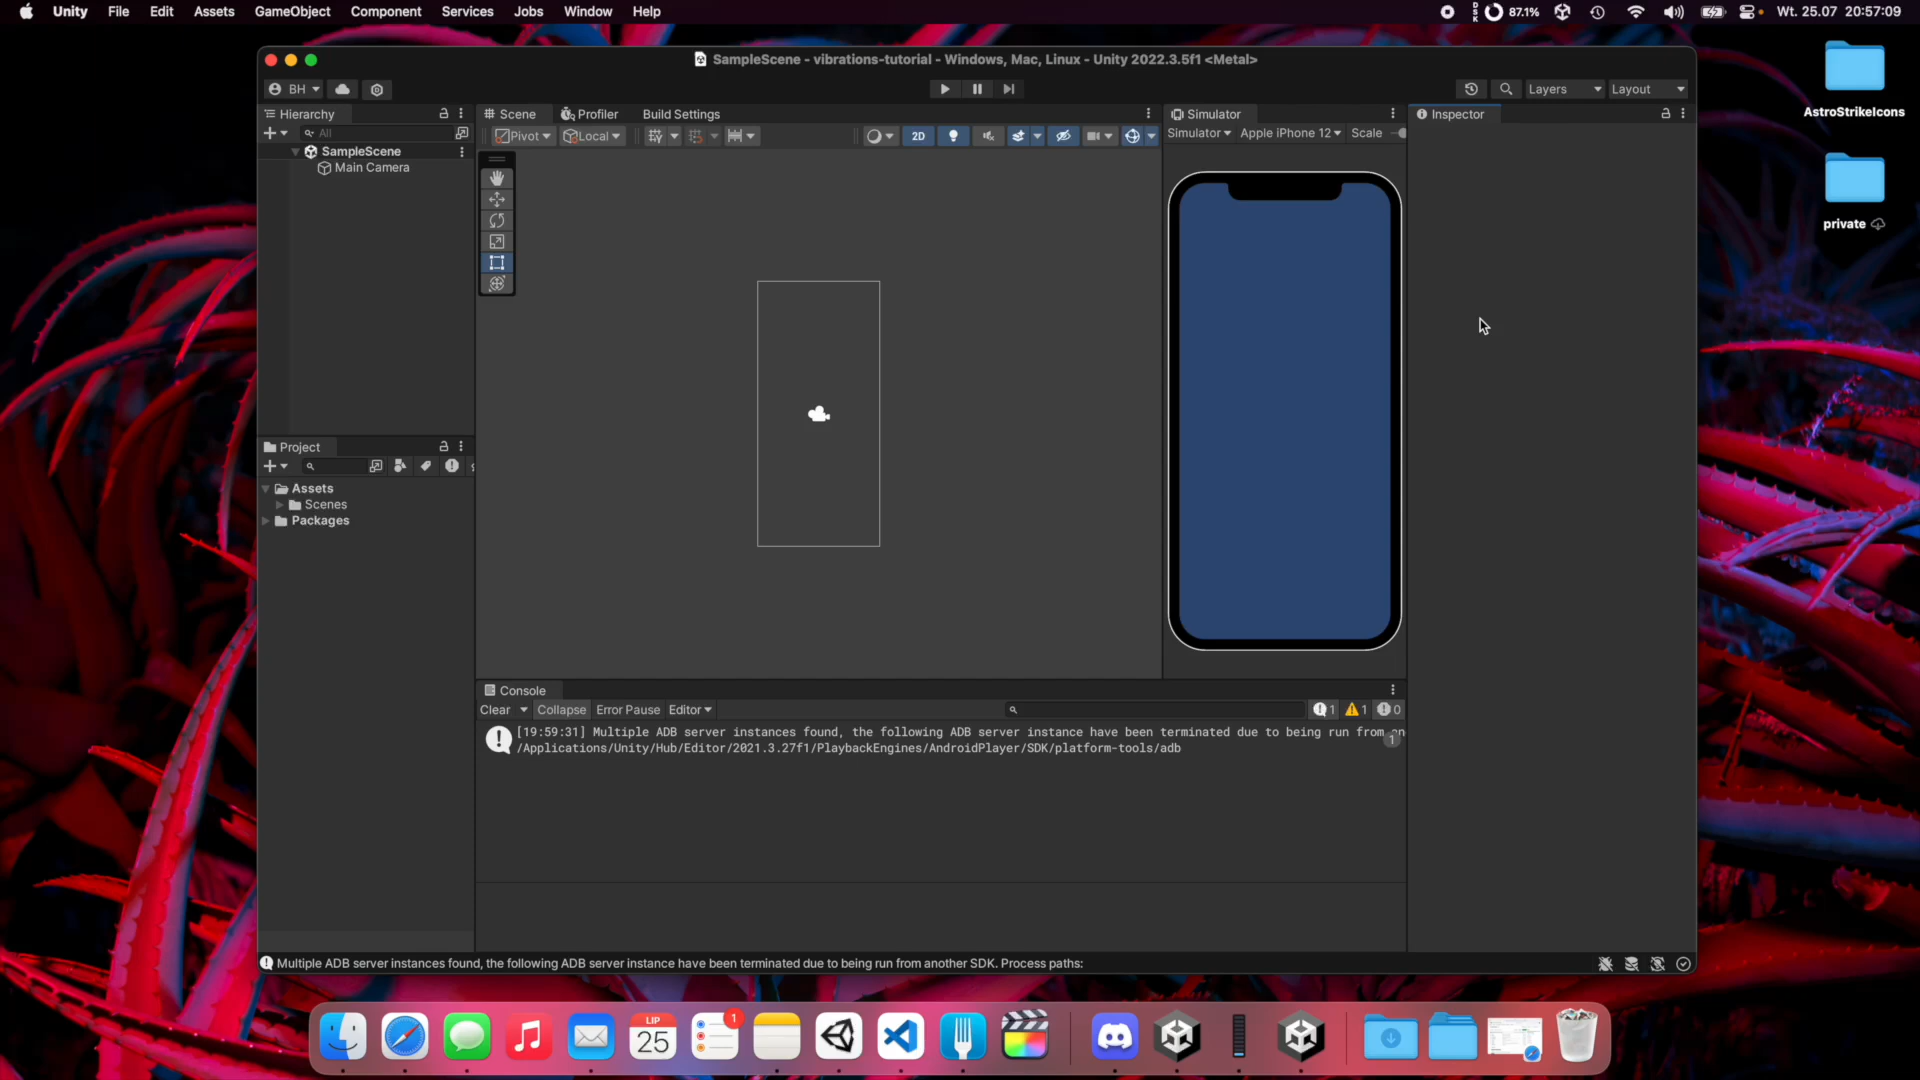 Unity File Edit Assets GameObject Component Services Jobs Window Help
DSK 87.1% Wt. 25.07 20:57:09
SampleScene - vibrations-tutorial - Windows, Mac, Linux - Unity 2022.3.5f1 <Metal>
BH
Layers Layout
Hierarchy
All
SampleScene
Main Camera
Scene Profiler Build Settings
Pivot Local 2D
Simulator
Simulator Apple iPhone 12 Scale
Inspector
AstroStrikeIcons
private
Project
Assets
Scenes
Packages
Console
Clear Collapse Error Pause Editor 1 1 0
[19:59:31] Multiple ADB server instances found, the following ADB server instance have been terminated due to being run from
/Applications/Unity/Hub/Editor/2021.3.27f1/PlaybackEngines/AndroidPlayer/SDK/platform-tools/adb
1
Multiple ADB server instances found, the following ADB server instance have been terminated due to being run from another SDK. Process paths:
LIP
25
1